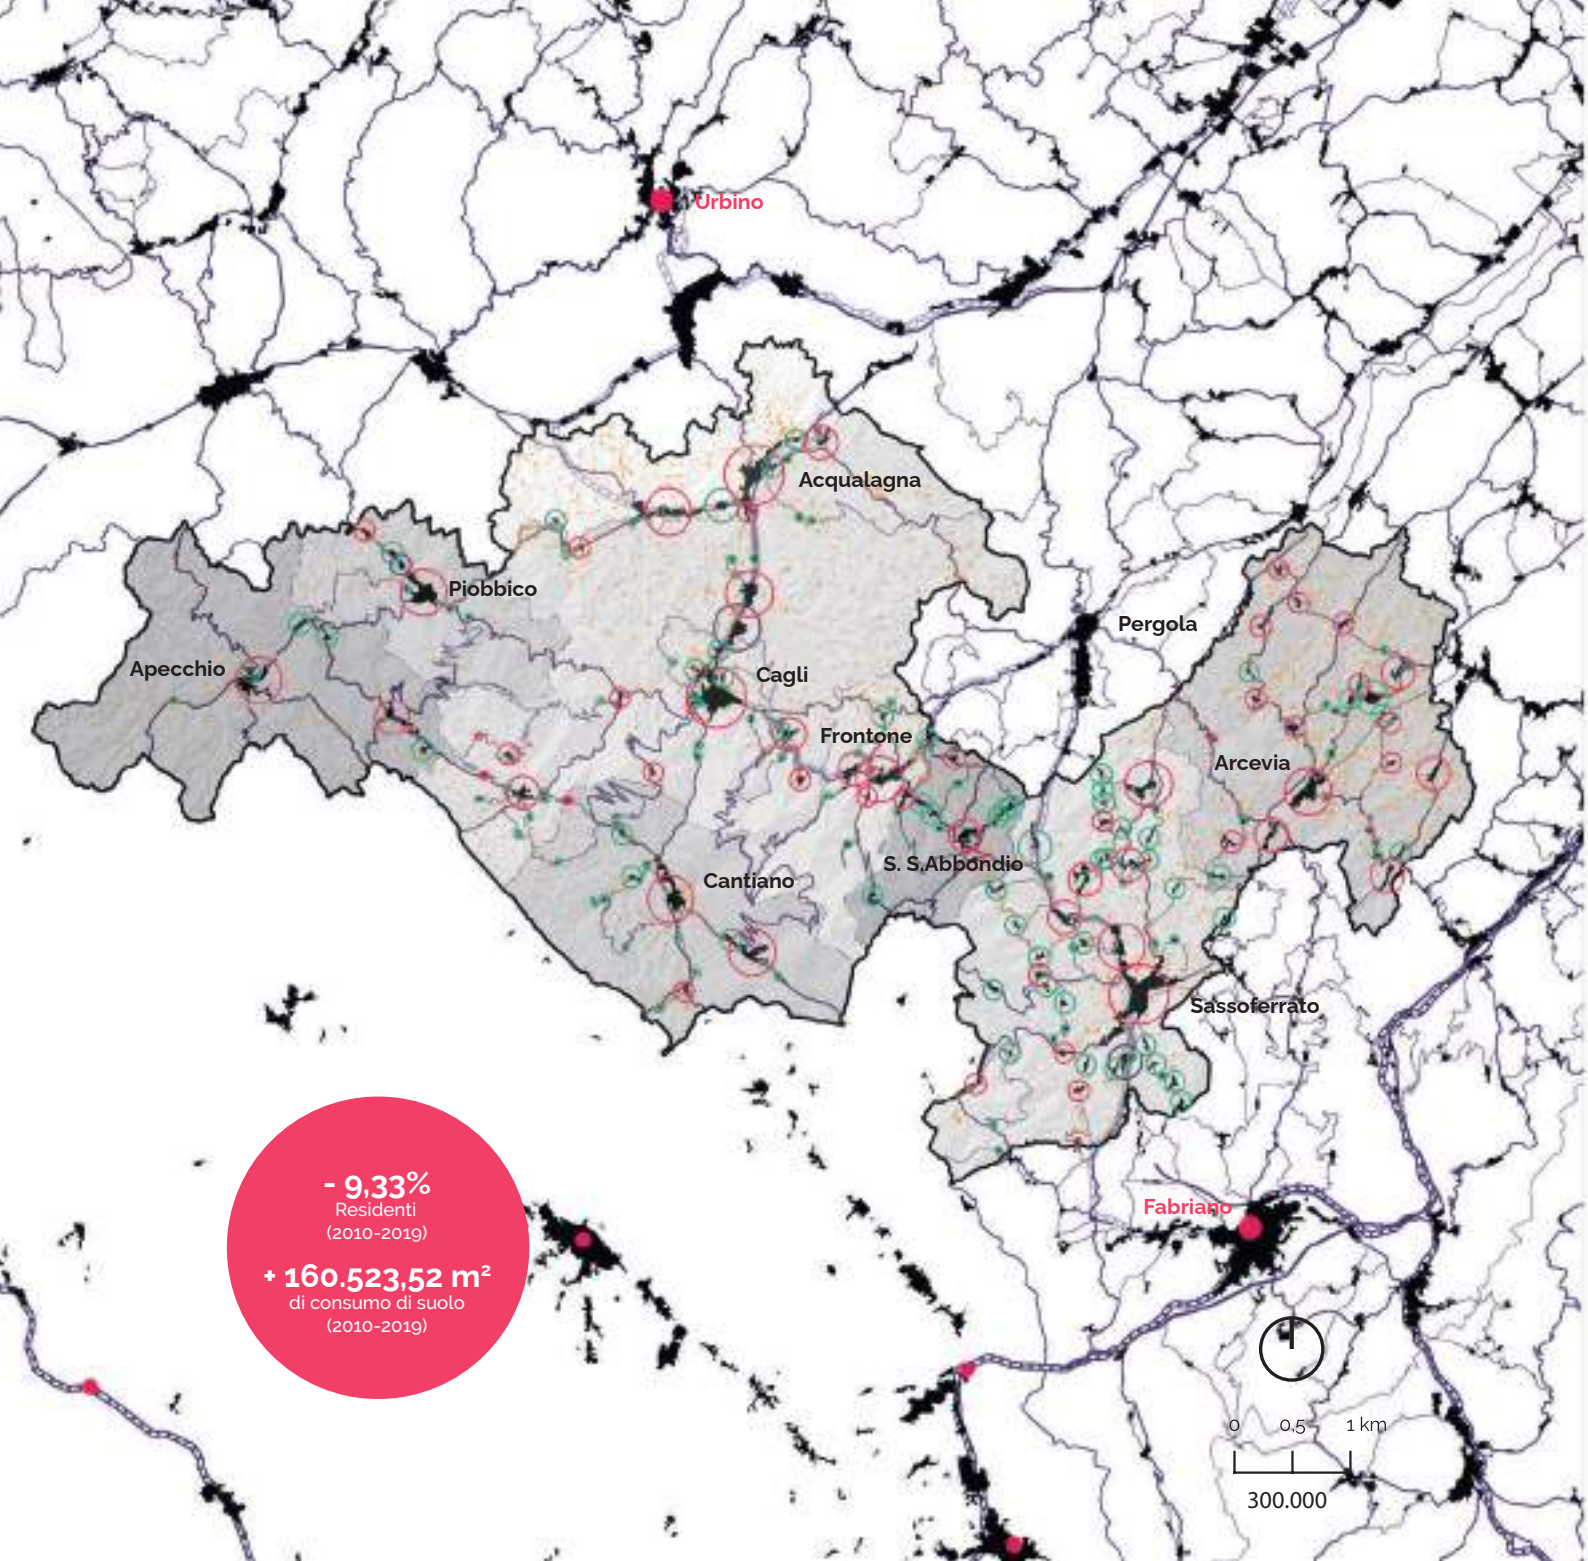 Urbino
Acqualagna
Piobbico
Pergola
Apecchio
Cagli
Frontone
Arcevia
S. S.Abbondio
Cantiano
Sassoferrato
- 9,33%
Residenti
(2010-2019)
+ 160.523,52 m²
di consumo di suolo
(2010-2019)
Fabriano
0 0,5 1 km
300.000